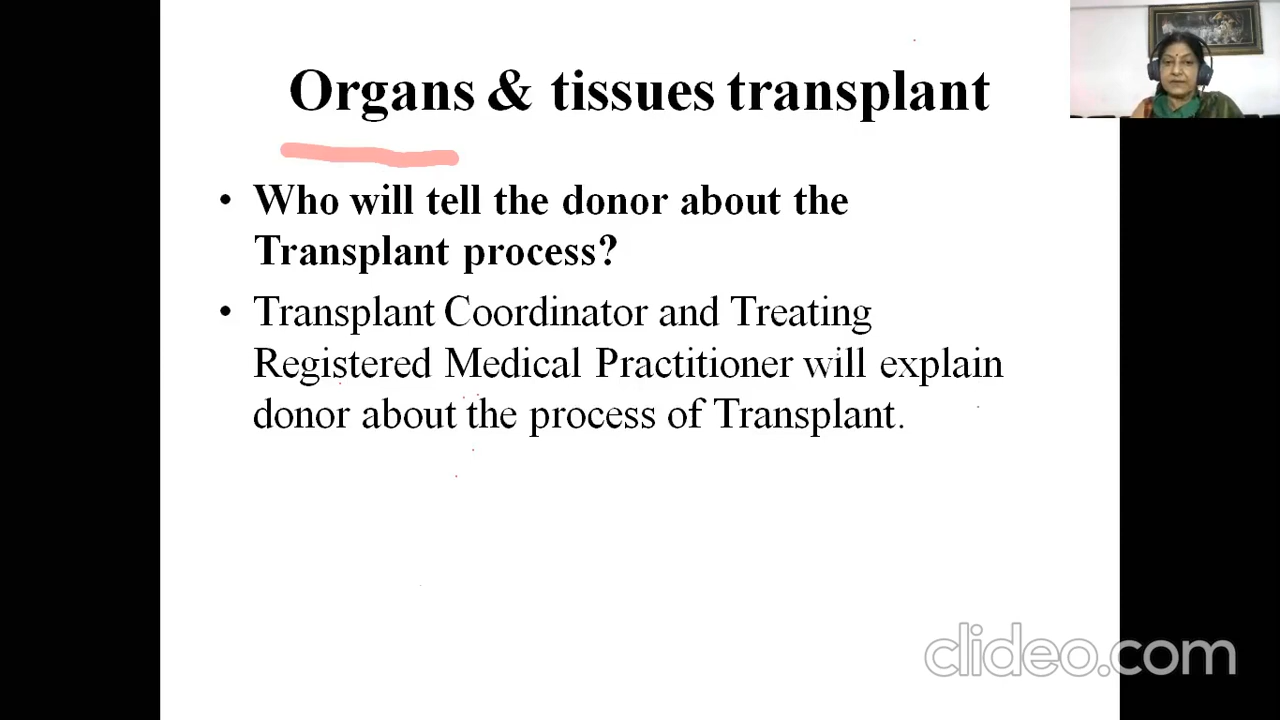 Organs & tissues transplant
• Who will tell the donor about the
Transplant process?
• Transplant Coordinator and Treating
Registered Medical Practitioner will explain
donor about the process of Transplant.
clideo.com